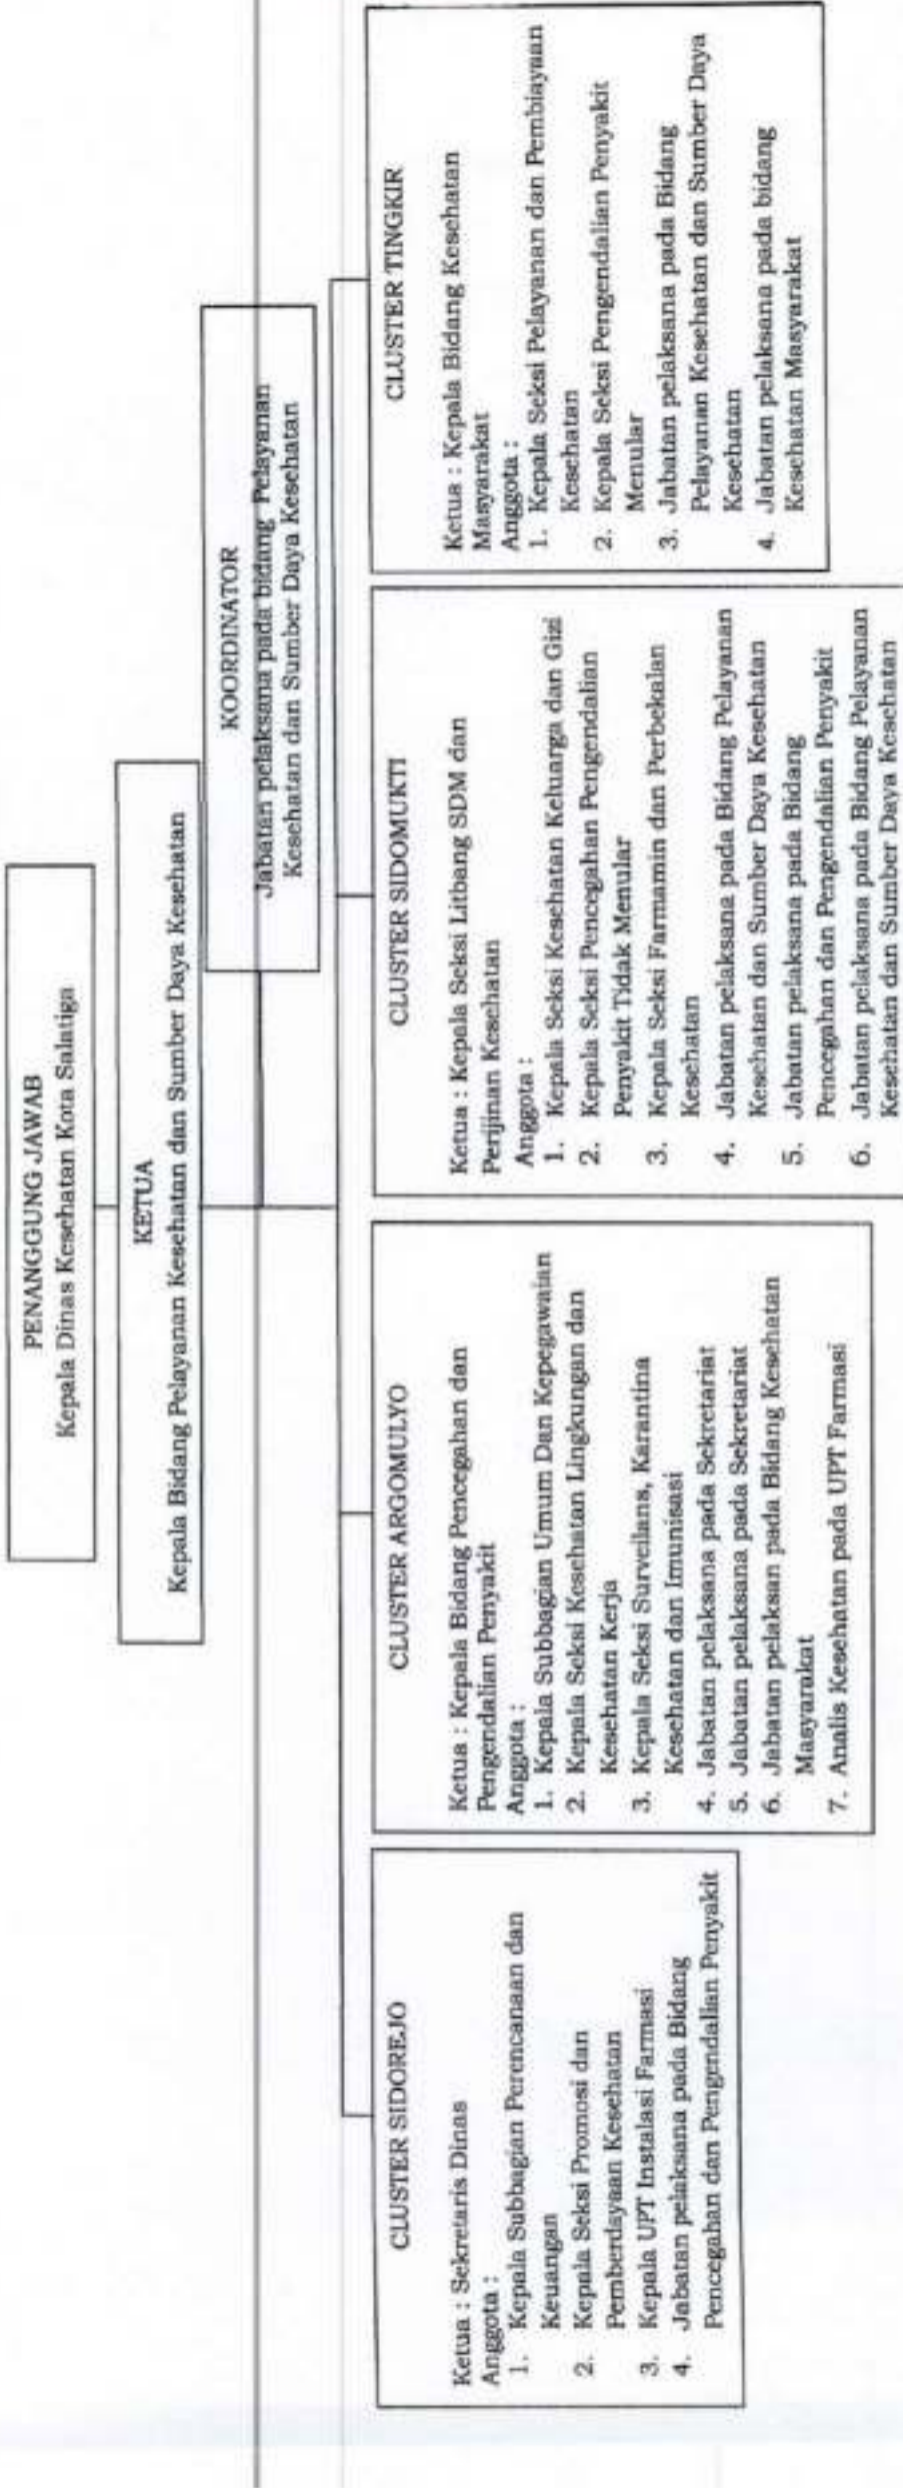 PENANGGUNG JAWAB
Kepala Dinas Kesehatan Kota Salatiga
KETUA
Kepala Bidang Pelayanan Kesehatan dan Sumber Daya Kesehatan
KOORDINATOR
Jabatan pelaksana pada bidang Pelayanan
Kesehatan dan Sumber Daya Kesehatan
CLUSTER SIDOREJO
Ketua : Sekretaris Dinas
Anggota :
1. Kepala Subbagian Perencanaan dan
Keuangan
2. Kepala Seksi Promosi dan
Pemberdayaan Kesehatan
3. Kepala UPT Instalasi Farmasi
4. Jabatan pelaksana pada Bidang
Pencegahan dan Pengendalian Penyakit
CLUSTER ARGOMULYO
Ketua : Kepala Bidang Pencegahan dan
Pengendalian Penyakit
Anggota :
1. Kepala Subbagian Umum Dan Kepegawaian
2. Kepala Seksi Kesehatan Lingkungan dan
Kesehatan Kerja
3. Kepala Seksi Surveilans, Karantina
Kesehatan dan Imunisasi
4. Jabatan pelaksana pada Sekretariat
5. Jabatan pelaksana pada Sekretariat
6. Jabatan pelaksan pada Bidang Kesehatan
Masyarakat
7. Analis Kesehatan pada UPT Farmasi
CLUSTER SIDOMUKTI
Ketua : Kepala Seksi Litbang SDM dan
Perijinan Kesehatan
Anggota :
1. Kepala Seksi Kesehatan Keluarga dan Gizi
2. Kepala Seksi Pencegahan Pengendalian
Penyakit Tidak Menular
3. Kepala Seksi Farmamin dan Perbekalan
Kesehatan
4. Jabatan pelaksana pada Bidang Pelayanan
Kesehatan dan Sumber Daya Kesehatan
5. Jabatan pelaksana pada Bidang
Pencegahan dan Pengendalian Penyakit
6. Jabatan pelaksana pada Bidang Pelayanan
Kesehatan dan Sumber Daya Kesehatan
CLUSTER TINGKIR
Ketua : Kepala Bidang Kesehatan
Masyarakat
Anggota :
1. Kepala Seksi Pelayanan dan Pembiayaan
Kesehatan
2. Kepala Seksi Pengendalian Penyakit
Menular
3. Jabatan pelaksana pada Bidang
Pelayanan Kesehatan dan Sumber Daya
Kesehatan
4. Jabatan pelaksana pada bidang
Kesehatan Masyarakat